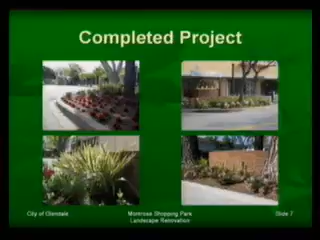 Completed Project
City of Glendale
Montrose Shopping Park
Landscape Renovation
Slide 7